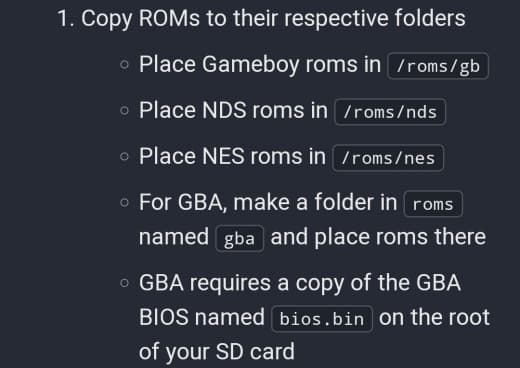 1. Copy ROMs to their respective folders
○ Place Gameboy roms in /roms/gb
○ Place NDS roms in /roms/nds
○ Place NES roms in /roms/nes
○ For GBA, make a folder in roms
named gba and place roms there
○ GBA requires a copy of the GBA
BIOS named bios.bin on the root
of your SD card